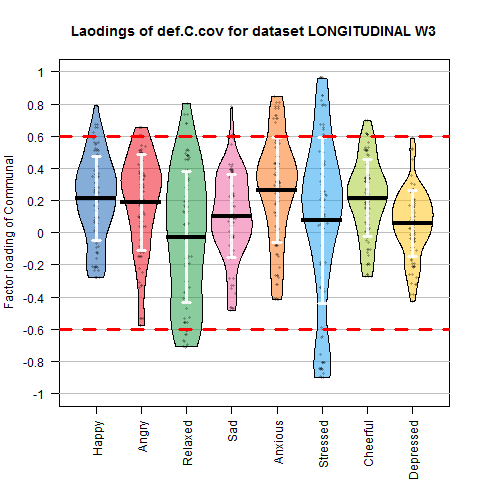 Laodings of def.C.cov for dataset LONGITUDINAL W3
Factor loading of Communal
1
0.8
0.6
0.4
0.2
0
-0.2
-0.4
-0.6
-0.8
-1
Happy
Angry
Relaxed
Sad
Anxious
Stressed
Cheerful
Depressed